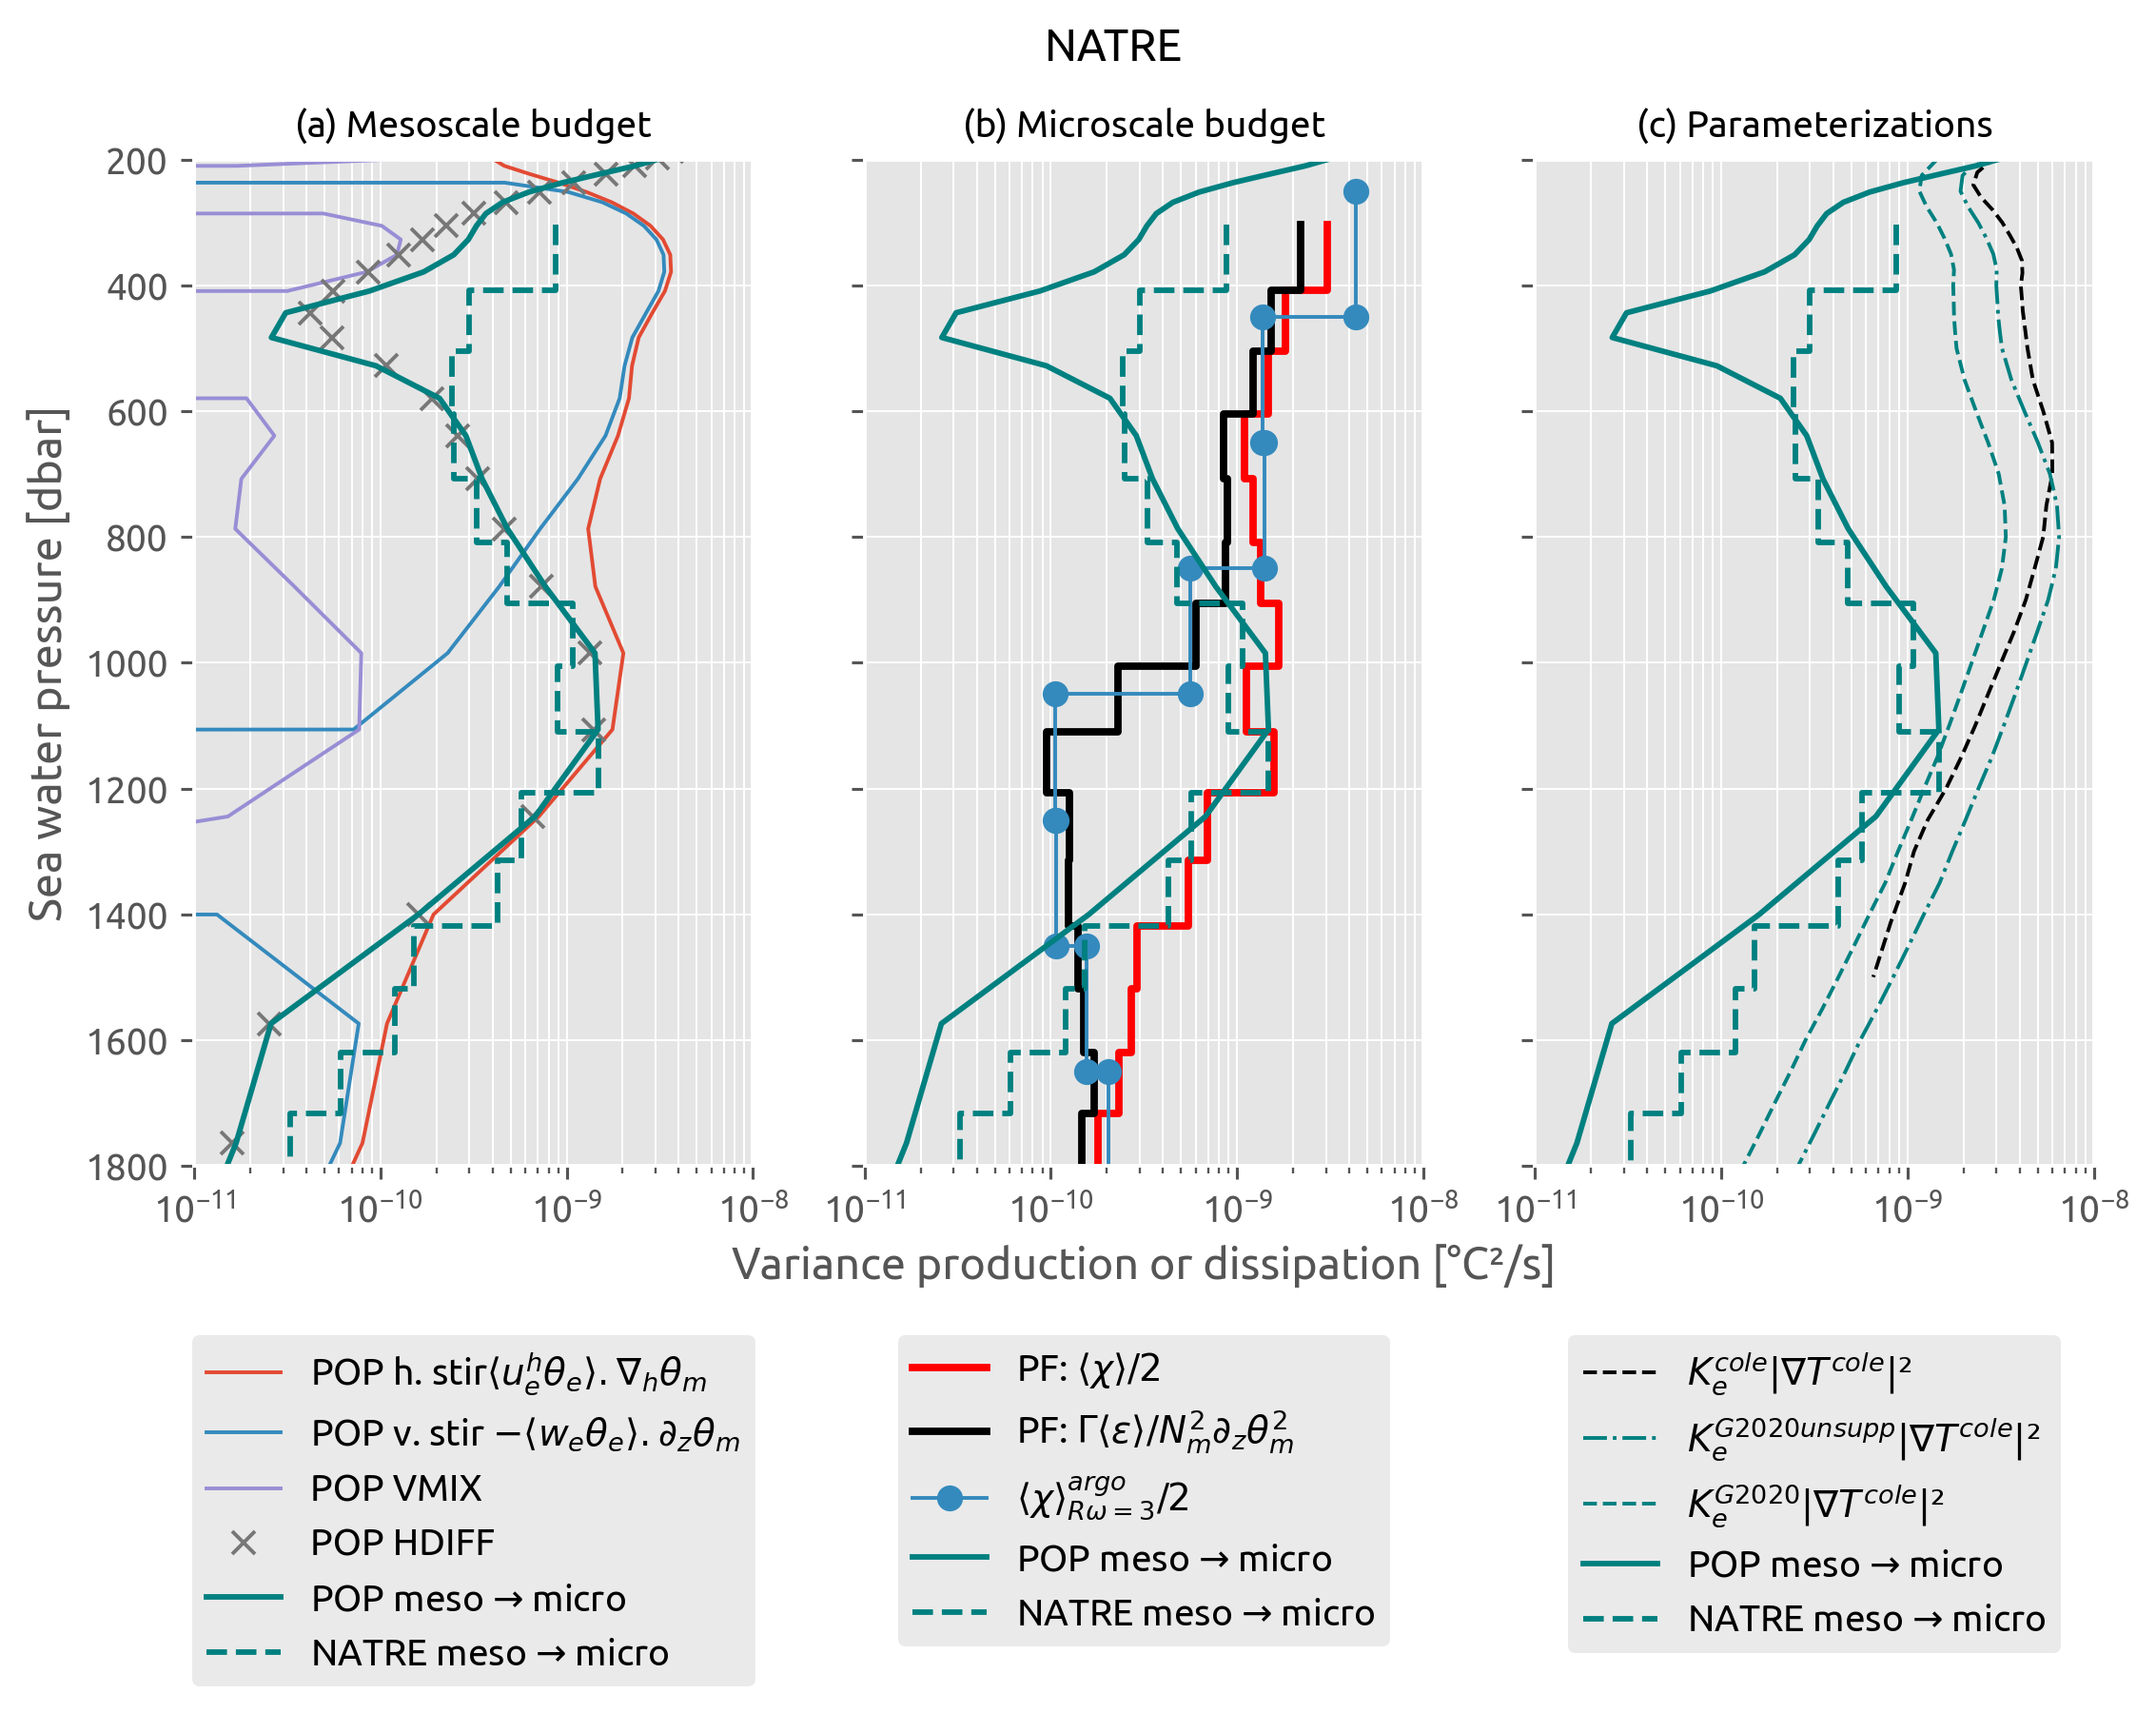 NATRE
(a) Mesoscale budget
(b) Microscale budget
(c) Parameterizations
Sea water pressure [dbar]
200
400
600
800
1000
1200
1400
1600
1800
10⁻¹¹ 10⁻¹⁰ 10⁻⁹ 10⁻⁸
10⁻¹¹ 10⁻¹⁰ 10⁻⁹ 10⁻⁸
10⁻¹¹ 10⁻¹⁰ 10⁻⁹ 10⁻⁸
Variance production or dissipation [°C²/s]
POP h. stir⟨u_e^h θ_e⟩. ∇_h θ_m
POP v. stir −⟨w_e θ_e⟩. ∂_z θ_m
POP VMIX
POP HDIFF
POP meso → micro
NATRE meso → micro
PF: ⟨χ⟩/2
PF: Γ⟨ε⟩/N_m^2 ∂_z θ_m^2
⟨χ⟩_{Rω = 3}^{argo}/2
POP meso → micro
NATRE meso → micro
K_e^{cole}|∇T^{cole}|²
K_e^{G2020unsupp}|∇T^{cole}|²
K_e^{G2020}|∇T^{cole}|²
POP meso → micro
NATRE meso → micro